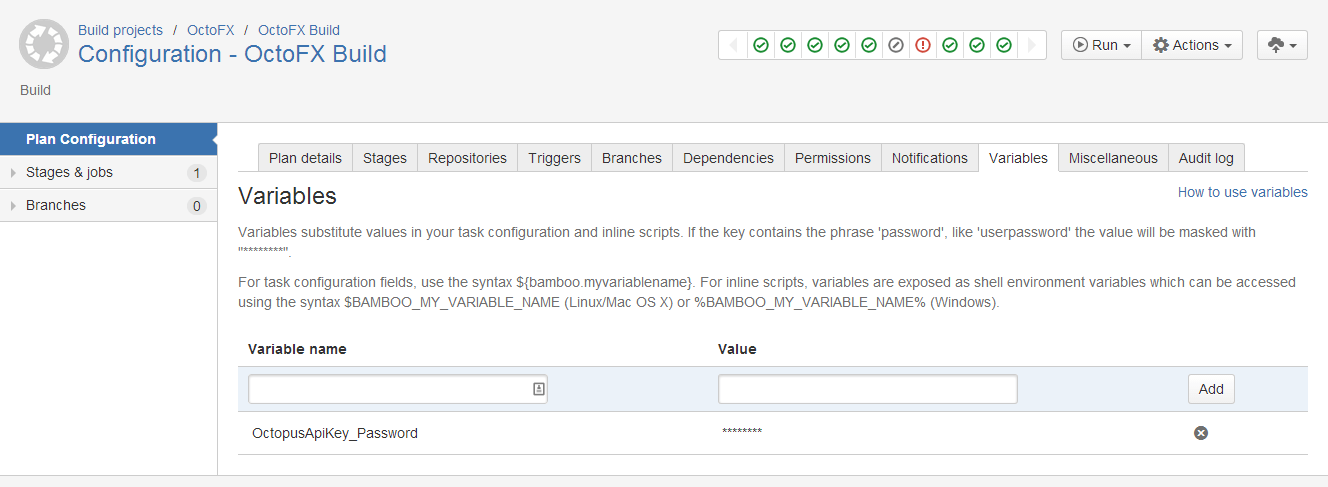 Build projects / OctoFX / OctoFX Build
Configuration - OctoFX Build
Run
Actions
Build
Plan Configuration
Stages & jobs 1
Branches 0
Plan details Stages Repositories Triggers Branches Dependencies Permissions Notifications Variables Miscellaneous Audit log
Variables
How to use variables
Variables substitute values in your task configuration and inline scripts. If the key contains the phrase 'password', like 'userpassword' the value will be masked with
"********".
For task configuration fields, use the syntax ${bamboo.myvariablename}. For inline scripts, variables are exposed as shell environment variables which can be accessed
using the syntax $BAMBOO_MY_VARIABLE_NAME (Linux/Mac OS X) or %BAMBOO_MY_VARIABLE_NAME% (Windows).
Variable name Value
Add
OctopusApiKey_Password ********